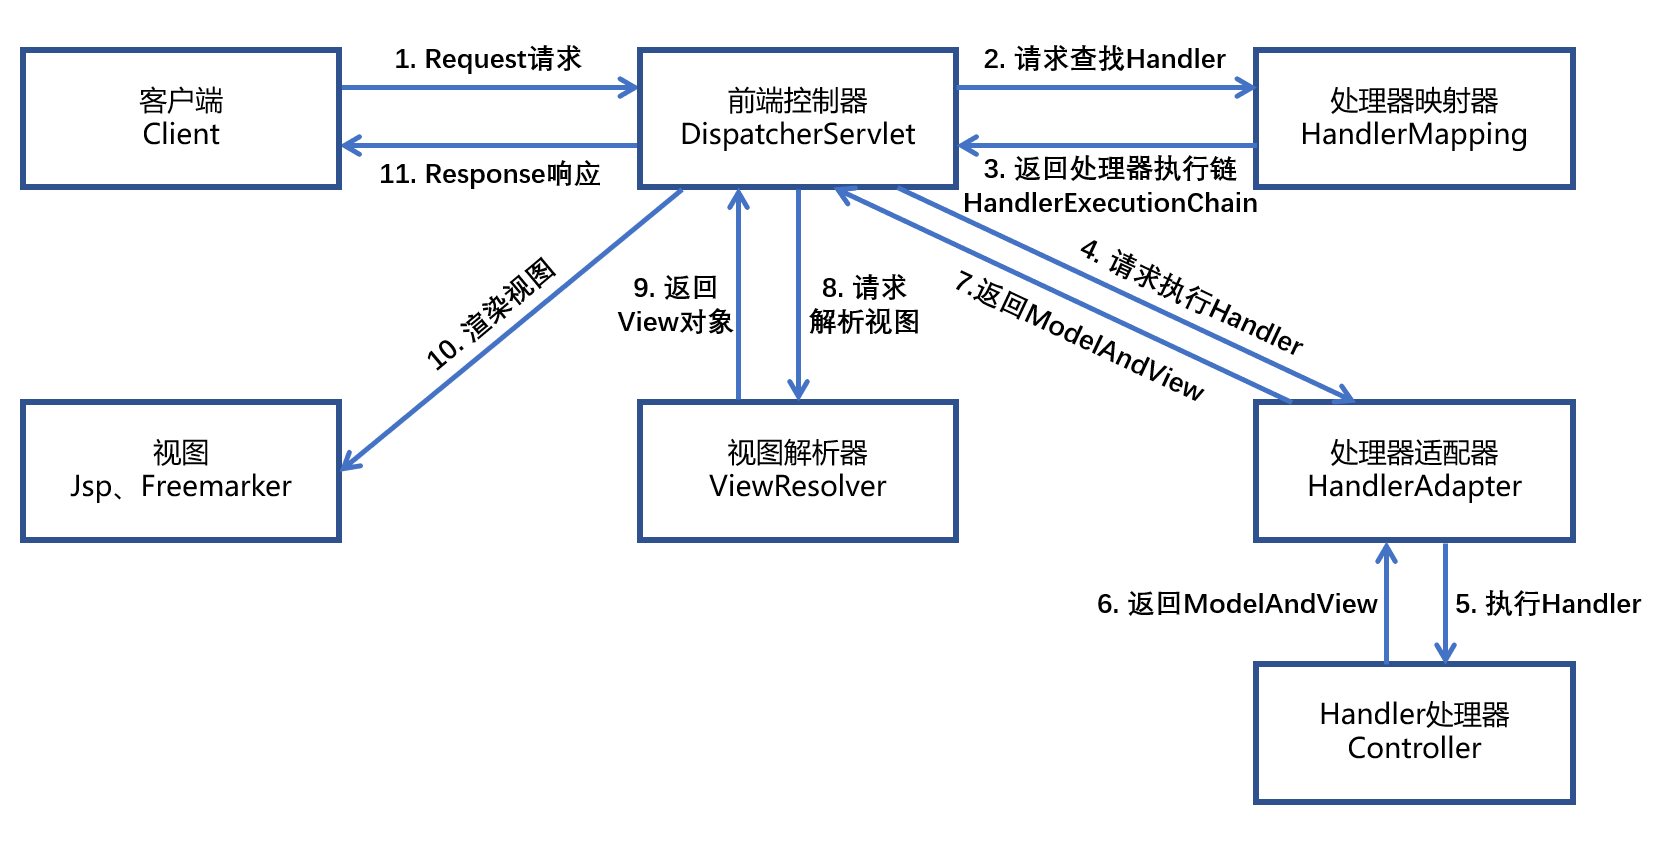 客户端
Client
1. Request请求
11. Response响应
前端控制器
DispatcherServlet
2. 请求查找Handler
3. 返回处理器执行链
HandlerExecutionChain
处理器映射器
HandlerMapping
4. 请求执行Handler
7.返回ModelAndView
8. 请求
解析视图
9. 返回
View对象
10. 渲染视图
视图
Jsp、Freemarker
视图解析器
ViewResolver
处理器适配器
HandlerAdapter
6. 返回ModelAndView
5. 执行Handler
Handler处理器
Controller